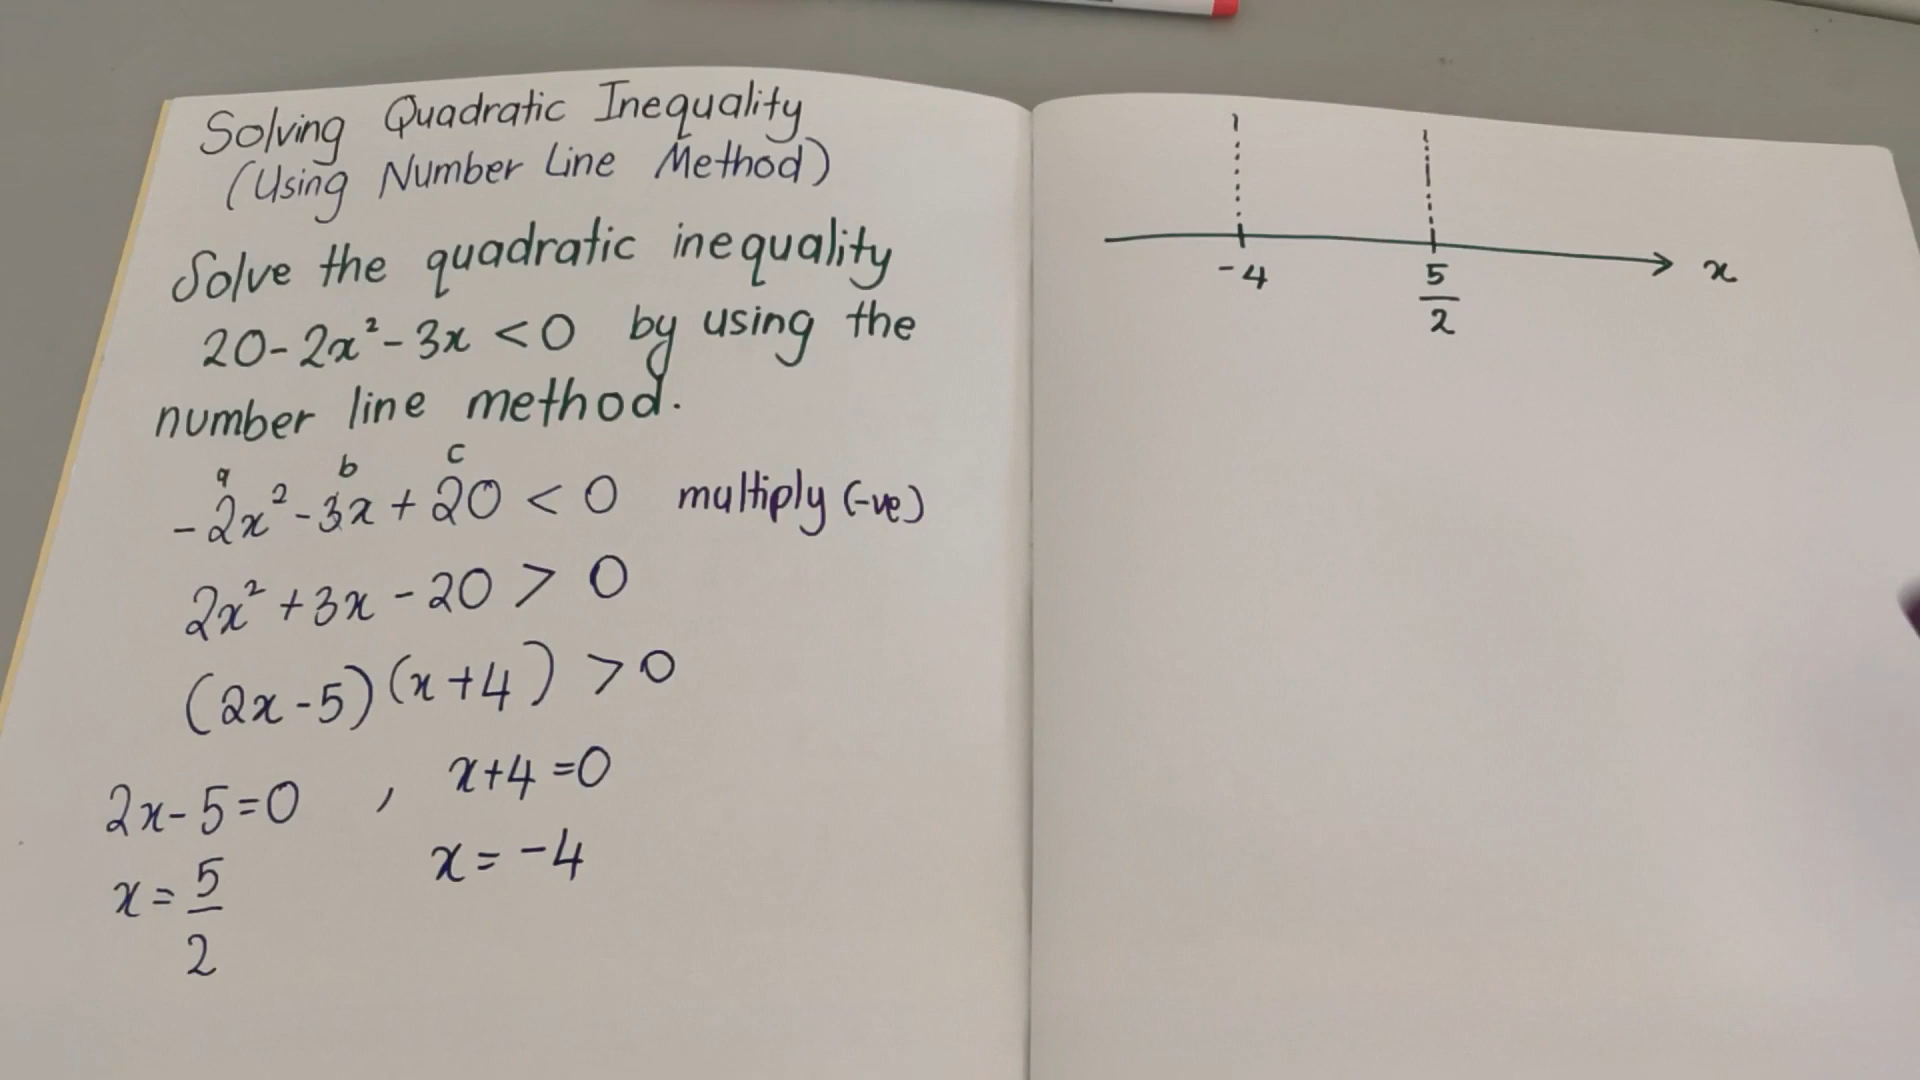 Solving Quadratic Inequality
(Using Number Line Method)
Solve the quadratic inequality
20-2x²-3x <0 by using the
number line method.
a b c
-2x²-3x+20 < 0 multiply (-ve)
2x²+3x-20 > 0
(2x-5)(x+4) >0
2x-5=0 , x+4=0
x=5/2 x=-4
-4 5/2 x